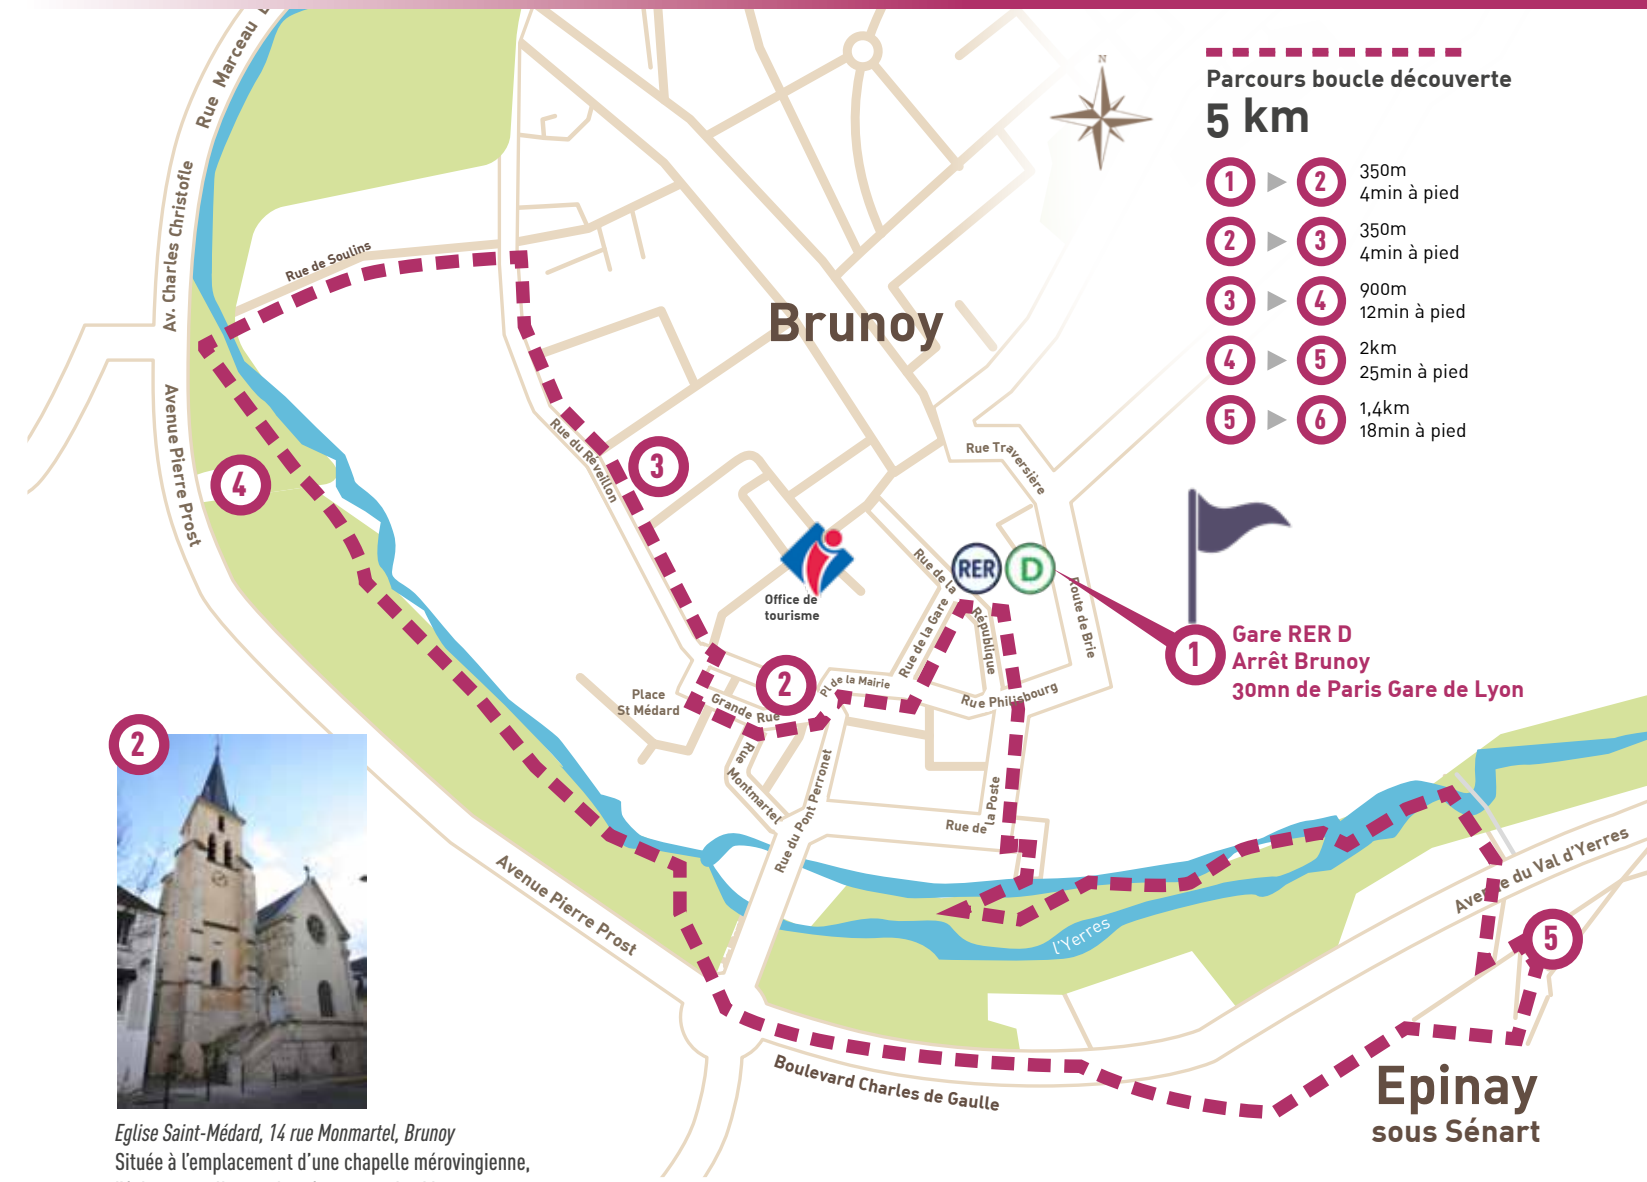 Rue Marceau
Av. Charles Christofle
Rue de Soulins
Avenue Pierre Prost
4
Rue du Réveillon
3
Brunoy
N
Parcours boucle découverte
5 km
1 2 350m
4min à pied
2 3 350m
4min à pied
3 4 900m
12min à pied
4 5 2km
25min à pied
5 6 1,4km
18min à pied
Rue Traversière
Office de
tourisme
Rue de la République
RER D
Route de Brie
Rue de la Gare
1
Gare RER D
Arrêt Brunoy
30mn de Paris Gare de Lyon
2
Pl de la Mairie
Rue Philisbourg
Place
St Médard
Grande Rue
Rue Montmartel
Rue du Pont Perronet
Rue de la Poste
2
Avenue Pierre Prost
l'Yerres
Avenue du Val d'Yerres
5
Boulevard Charles de Gaulle
Epinay
sous Sénart
Eglise Saint-Médard, 14 rue Monmartel, Brunoy
Située à l'emplacement d'une chapelle mérovingienne,